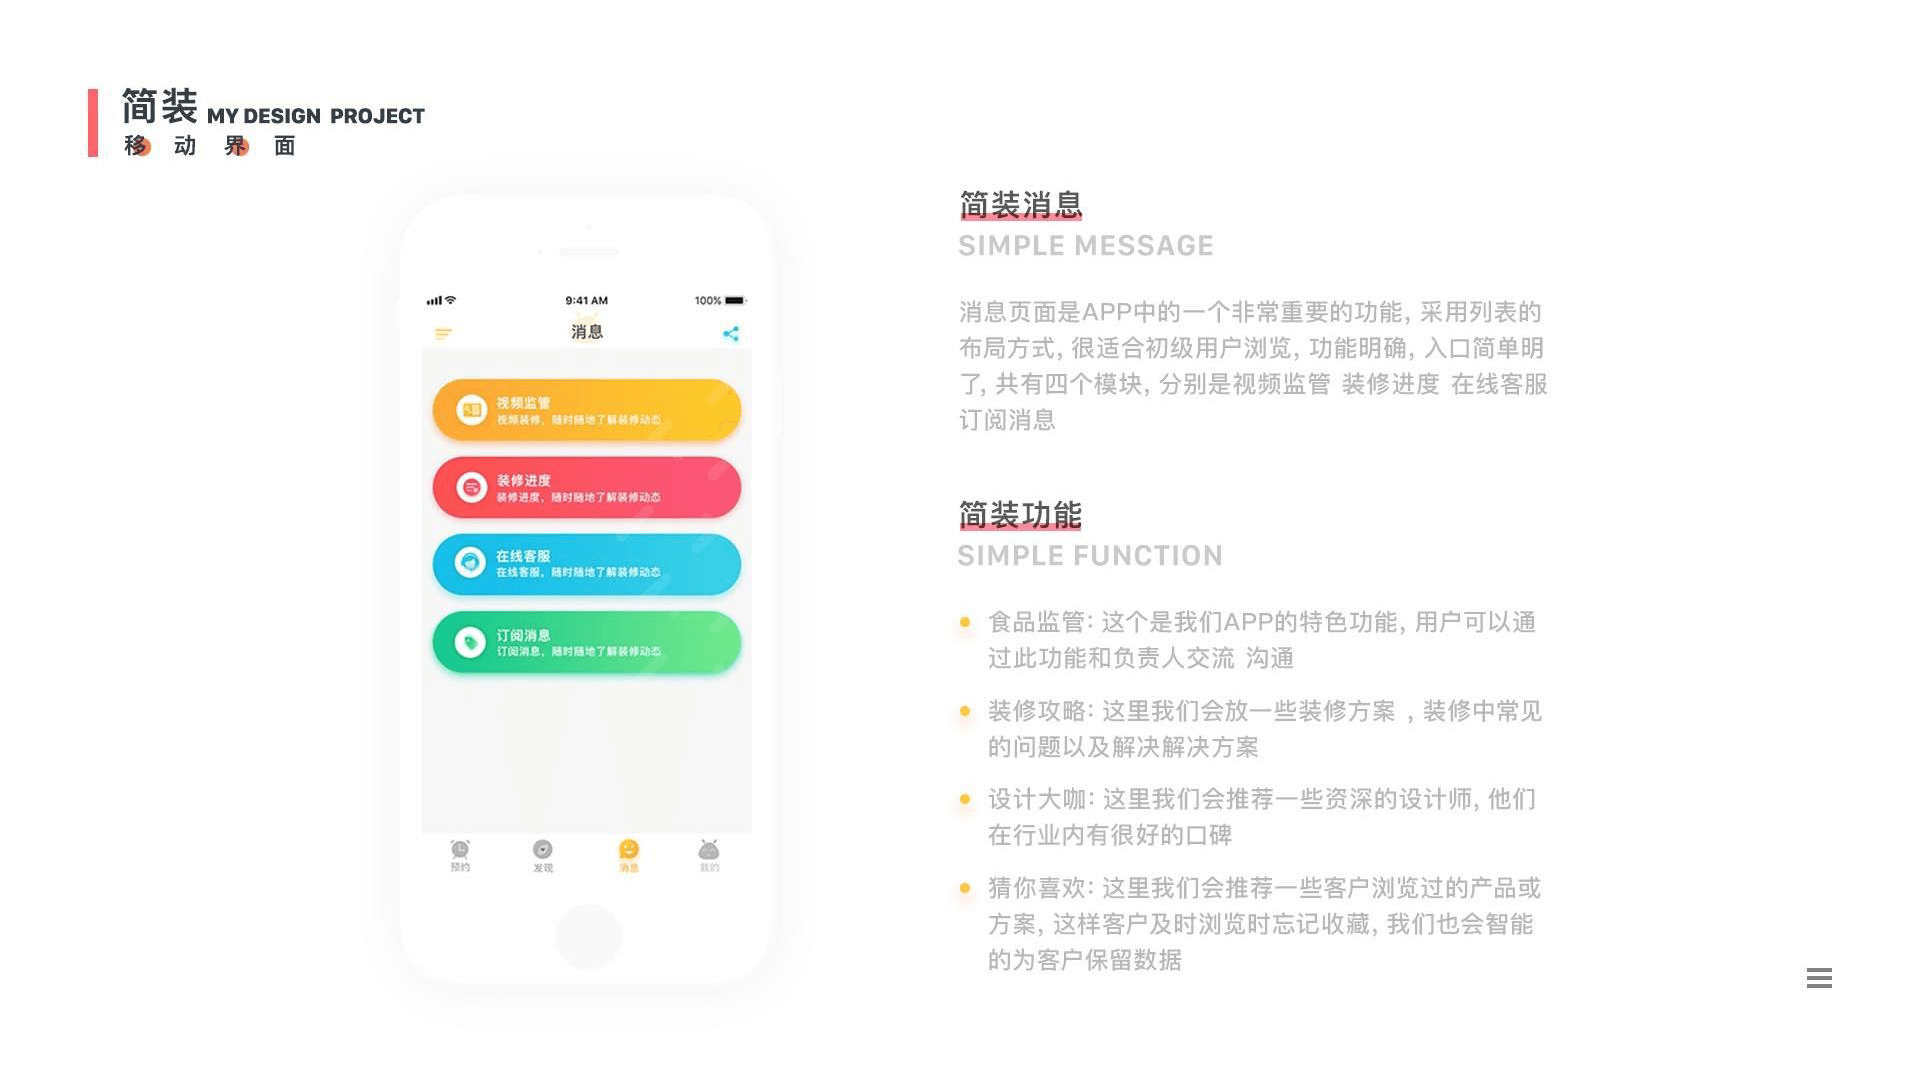 简装 MY DESIGN PROJECT
移动界面
9:41 AM
100%
消息
视频监管
视频装修，随时随地了解装修动态
装修进度
装修进度，随时随地了解装修动态
在线客服
在线客服，随时随地了解装修动态
订阅消息
订阅消息，随时随地了解装修动态
预约
发现
消息
我的
简装消息
SIMPLE MESSAGE
消息页面是APP中的一个非常重要的功能, 采用列表的
布局方式, 很适合初级用户浏览, 功能明确, 入口简单明
了, 共有四个模块, 分别是视频监管 装修进度 在线客服
订阅消息
简装功能
SIMPLE FUNCTION
食品监管: 这个是我们APP的特色功能, 用户可以通
过此功能和负责人交流 沟通
装修攻略: 这里我们会放一些装修方案 , 装修中常见
的问题以及解决解决方案
设计大咖: 这里我们会推荐一些资深的设计师, 他们
在行业内有很好的口碑
猜你喜欢: 这里我们会推荐一些客户浏览过的产品或
方案, 这样客户及时浏览时忘记收藏, 我们也会智能
的为客户保留数据